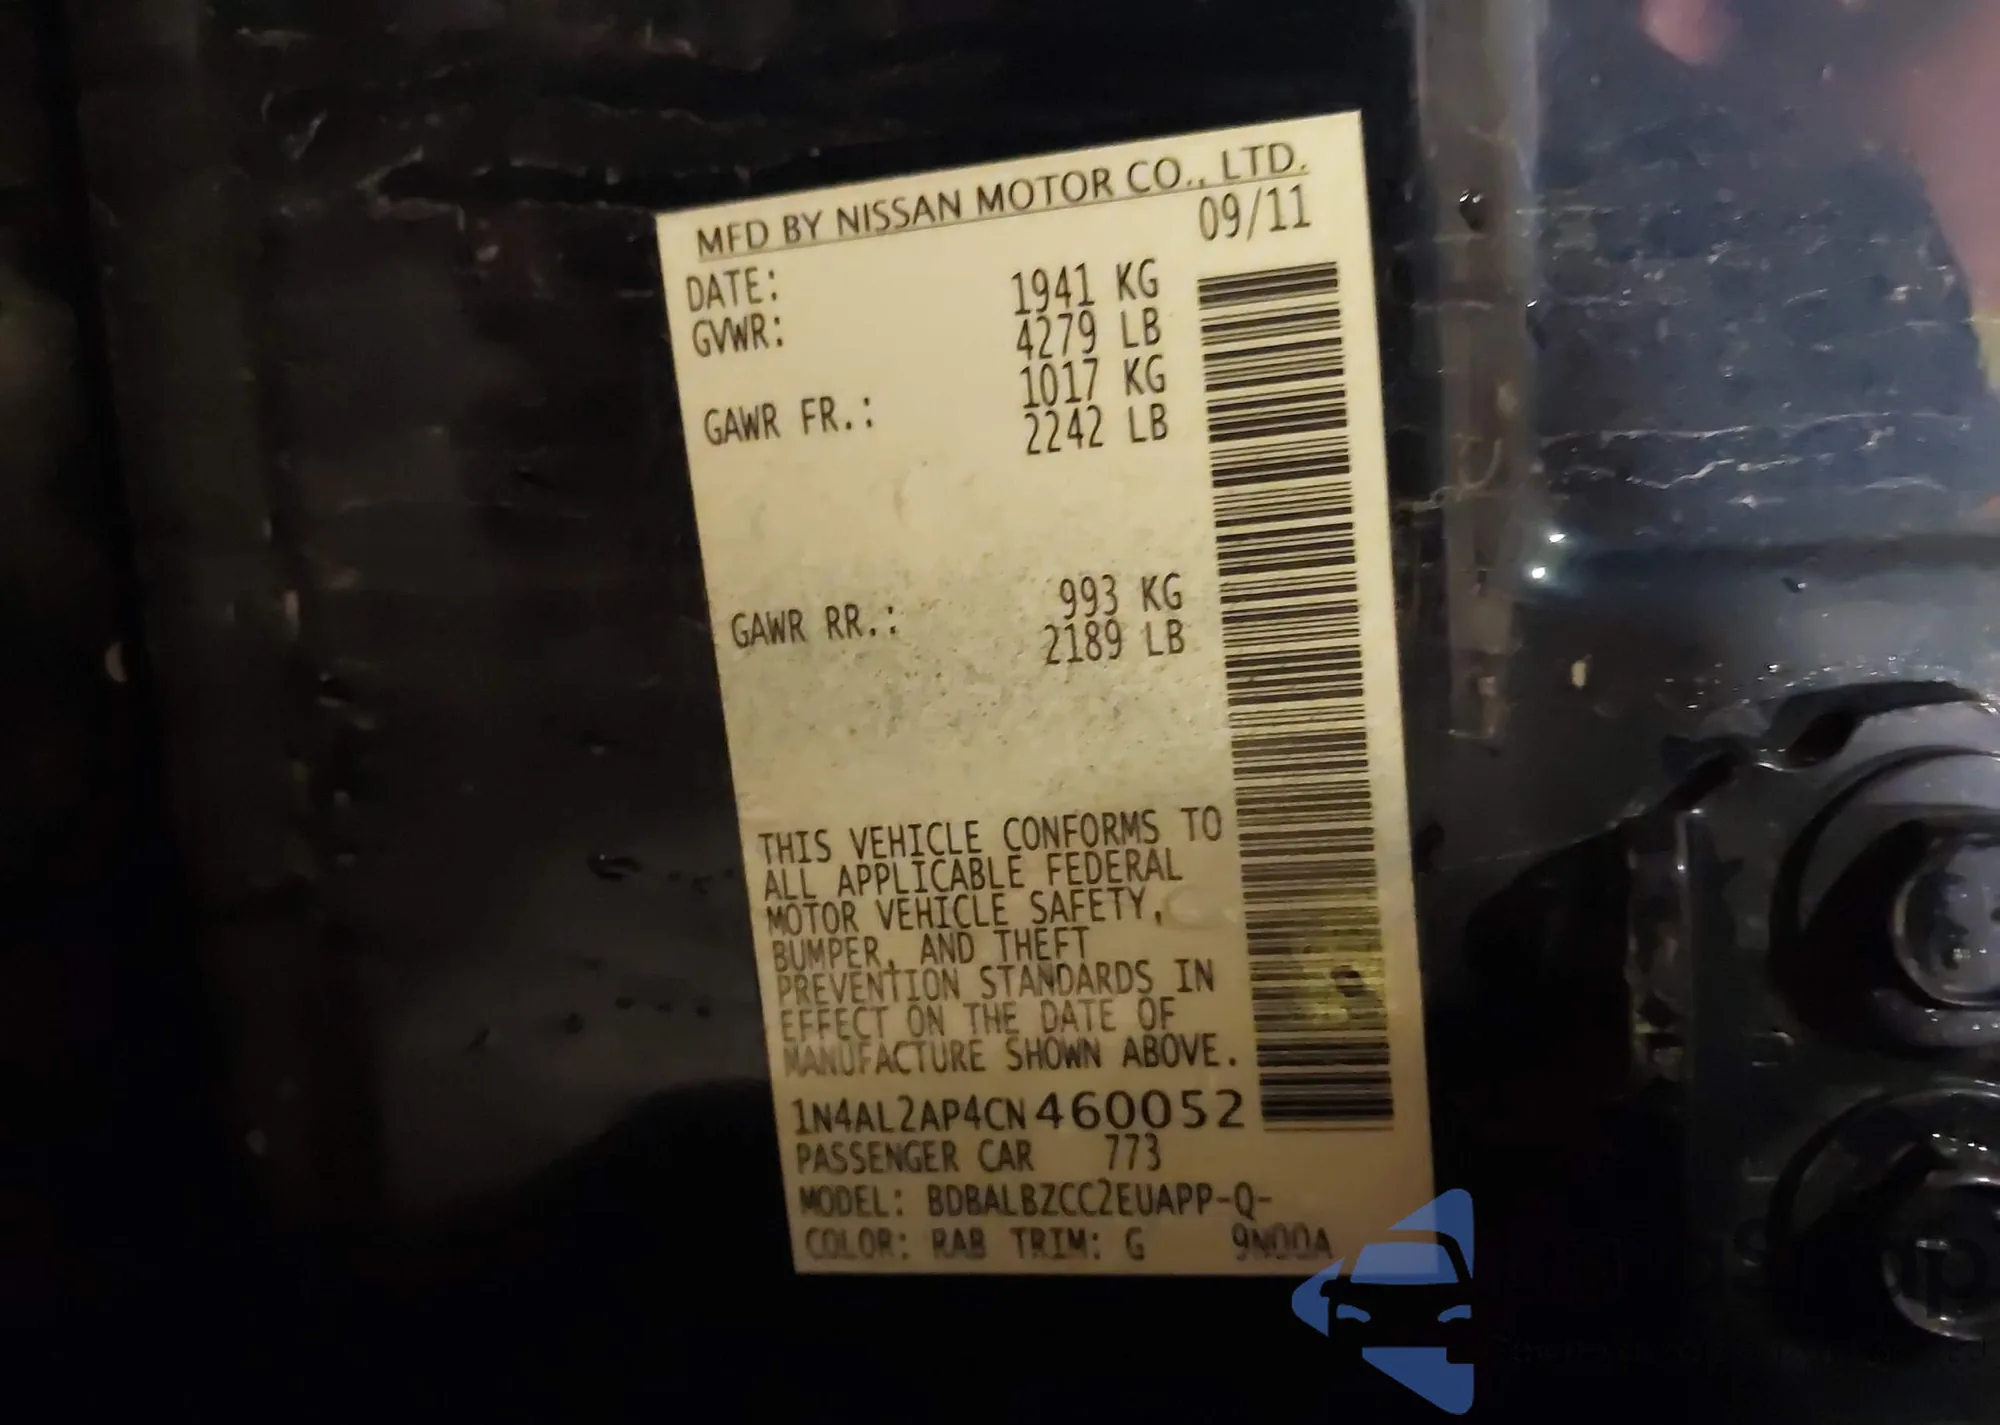 MFD BY NISSAN MOTOR CO., LTD.
DATE: 09/11
GVWR: 1941 KG
4279 LB
GAWR FR.: 1017 KG
2242 LB
GAWR RR.: 993 KG
2189 LB
THIS VEHICLE CONFORMS TO
ALL APPLICABLE FEDERAL
MOTOR VEHICLE SAFETY,
BUMPER, AND THEFT
PREVENTION STANDARDS IN
EFFECT ON THE DATE OF
MANUFACTURE SHOWN ABOVE.
1N4AL2AP4CN460052
PASSENGER CAR 773
MODEL: BDBALBZCC2EUAPP-Q-
COLOR: RAB TRIM: G 9N00A